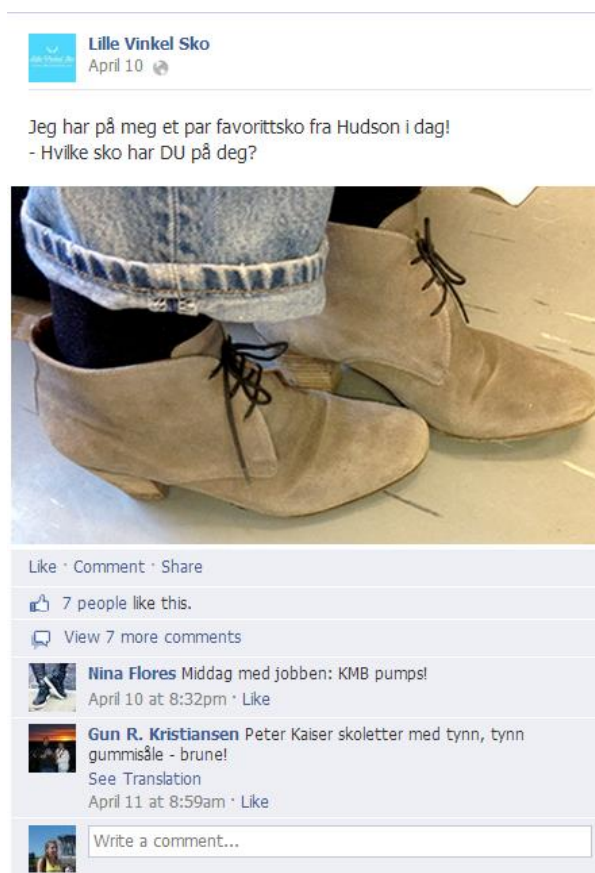 Lille Vinkel Sko
April 10
Jeg har på meg et par favorittsko fra Hudson i dag!
- Hvilke sko har DU på deg?
Like · Comment · Share
7 people like this.
View 7 more comments
Nina Flores Middag med jobben: KMB pumps!
April 10 at 8:32pm · Like
Gun R. Kristiansen Peter Kaiser skoletter med tynn, tynn
gummisåle - brune!
See Translation
April 11 at 8:59am · Like
Write a comment...